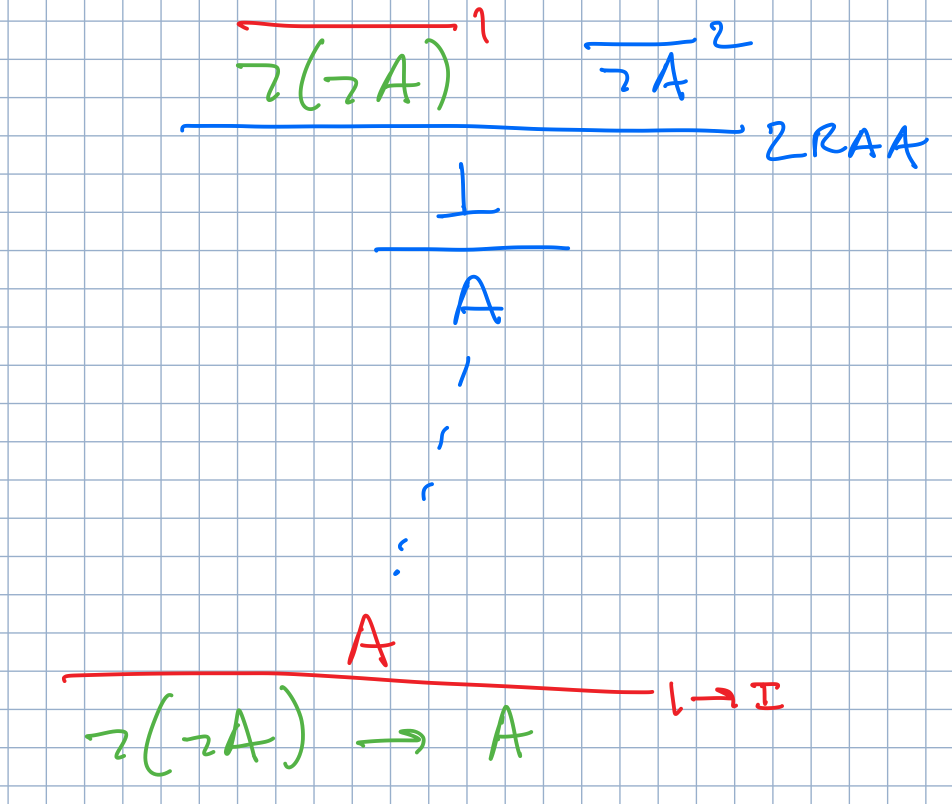 1
¬(¬A) ¬A 2
2RAA
⊥
A
A
1→I
¬(¬A) → A